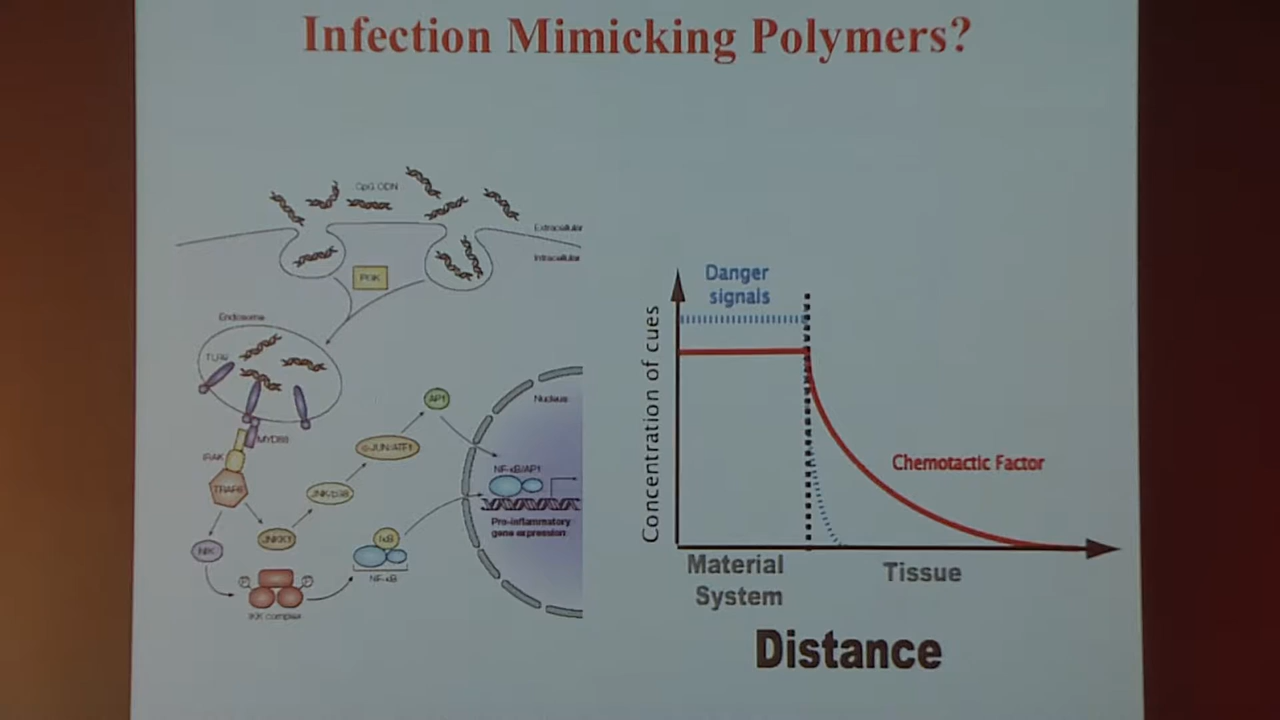 Infection Mimicking Polymers?
CpG ODN
Extracellular
Intracellular
PI3K
Endosome
TLR9
MYD88
IRAK
TRAF6
NIK
JNKK1
JNK/p38
c-JUN/ATF1
AP1
P
P
IKK complex
IκB
NF-κB
Nucleus
NF-κB/AP1
Pro-inflammatory
gene expression
Danger
signals
Concentration of cues
Chemotactic Factor
Material
System
Tissue
Distance